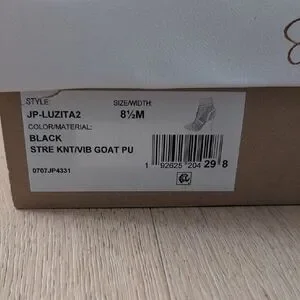 STYLE: SIZE/WIDTH:
JP-LUZITA2 8½M
COLOR/MATERIAL:
BLACK
STRE KNT/VIB GOAT PU
1 92625 204 29 8
0707JP4331